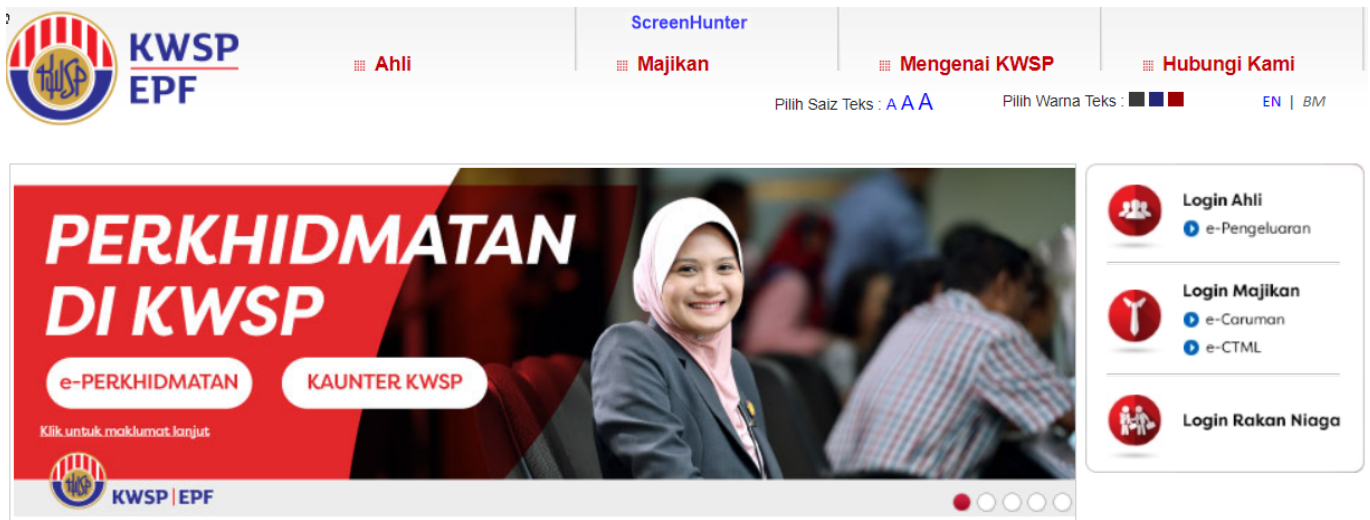 ScreenHunter
KWSP
EPF
Ahli
Majikan
Mengenai KWSP
Hubungi Kami
Pilih Saiz Teks : A A A
Pilih Warna Teks :
EN | BM
PERKHIDMATAN
DI KWSP
e-PERKHIDMATAN
KAUNTER KWSP
Klik untuk maklumat lanjut
KWSP | EPF
Login Ahli
e-Pengeluaran
Login Majikan
e-Caruman
e-CTML
Login Rakan Niaga